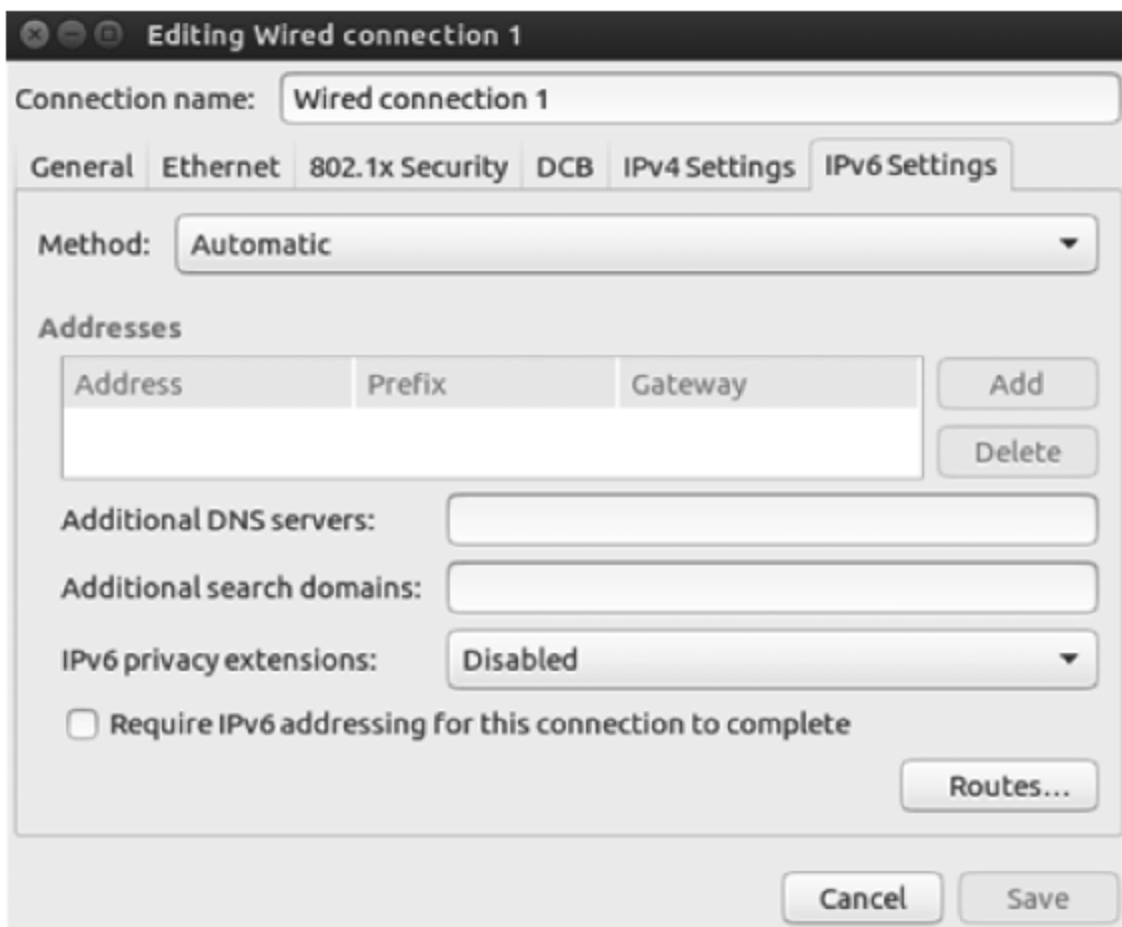 Editing Wired connection 1
Connection name: Wired connection 1
General Ethernet 802.1x Security DCB IPv4 Settings IPv6 Settings
Method: Automatic
Addresses
Address Prefix Gateway Add
Delete
Additional DNS servers:
Additional search domains:
IPv6 privacy extensions: Disabled
Require IPv6 addressing for this connection to complete
Routes...
Cancel Save